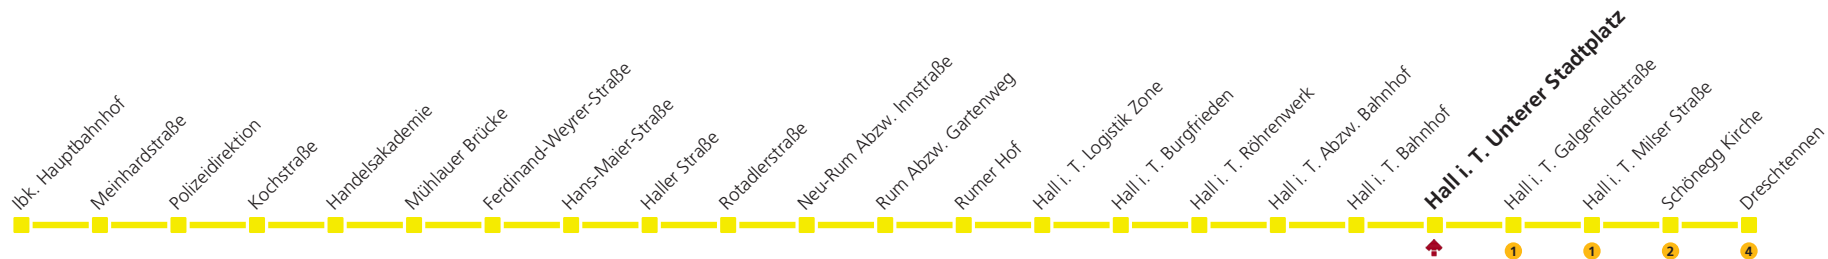 Ibk. Hauptbahnhof
Meinhardstraße
Polizeidirektion
Kochstraße
Handelsakademie
Mühlauer Brücke
Ferdinand-Weyrer-Straße
Hans-Maier-Straße
Haller Straße
Rotadlerstraße
Neu-Rum Abzw. Innstraße
Rum Abzw. Gartenweg
Rumer Hof
Hall i. T. Logistik Zone
Hall i. T. Burgfrieden
Hall i. T. Röhrenwerk
Hall i. T. Abzw. Bahnhof
Hall i. T. Bahnhof
Hall i. T. Unterer Stadtplatz
Hall i. T. Galgenfeldstraße
Hall i. T. Milser Straße
Schönegg Kirche
Dreschtennen
1
1
2
4